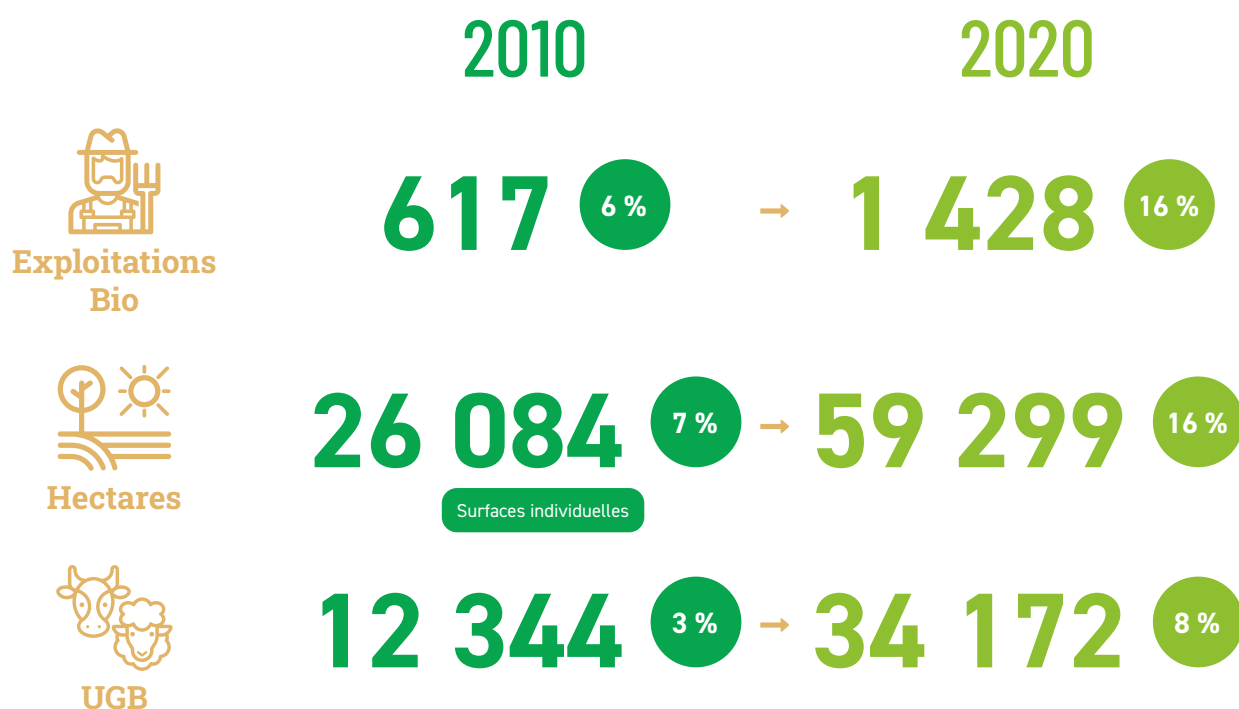 2010 2020
617 6 % 1 428 16 %
Exploitations
Bio
26 084 7 % 59 299 16 %
Hectares
Surfaces individuelles
12 344 3 % 34 172 8 %
UGB